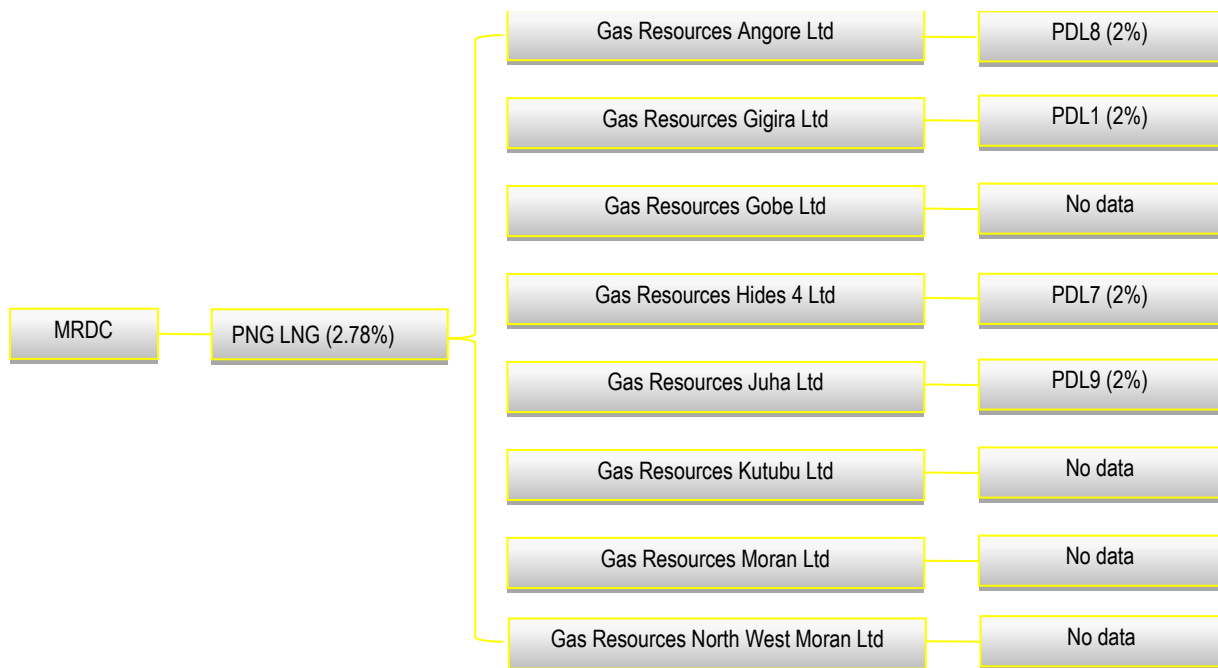 Gas Resources Angore Ltd
PDL8 (2%)
Gas Resources Gigira Ltd
PDL1 (2%)
Gas Resources Gobe Ltd
No data
MRDC
PNG LNG (2.78%)
Gas Resources Hides 4 Ltd
PDL7 (2%)
Gas Resources Juha Ltd
PDL9 (2%)
Gas Resources Kutubu Ltd
No data
Gas Resources Moran Ltd
No data
Gas Resources North West Moran Ltd
No data